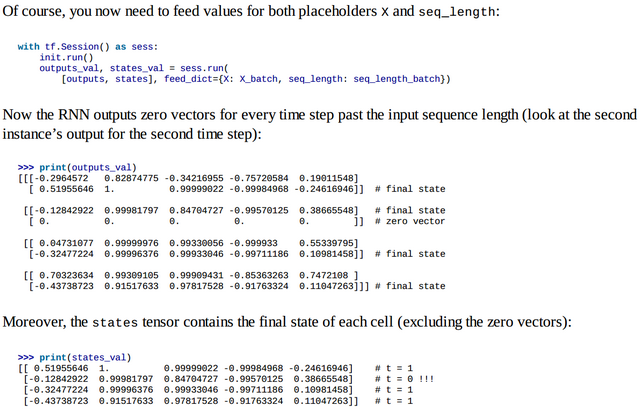 Of course, you now need to feed values for both placeholders X and seq_length:
with tf.Session() as sess:
    init.run()
    outputs_val, states_val = sess.run(
        [outputs, states], feed_dict={X: X_batch, seq_length: seq_length_batch})
Now the RNN outputs zero vectors for every time step past the input sequence length (look at the second
instance’s output for the second time step):
>>> print(outputs_val)
[[[-0.2964572   0.82874775 -0.34216955 -0.75720584  0.19011548]
  [ 0.51955646  1.          0.99999022 -0.99984968 -0.24616946]]  # final state
 [[-0.12842922  0.99981797  0.84704727 -0.99570125  0.38665548]   # final state
  [ 0.          0.          0.          0.          0.        ]]  # zero vector
 [[ 0.04731077  0.99999976  0.99330056 -0.999933    0.55339795]
  [-0.32477224  0.99996376  0.99933046 -0.99711186  0.10981458]]  # final state
 [[ 0.70323634  0.99309105  0.99909431 -0.85363263  0.7472108 ]
  [-0.43738723  0.91517633  0.97817528 -0.91763324  0.11047263]]] # final state
Moreover, the states tensor contains the final state of each cell (excluding the zero vectors):
>>> print(states_val)
[[ 0.51955646  1.          0.99999022 -0.99984968 -0.24616946]    # t = 1
 [-0.12842922  0.99981797  0.84704727 -0.99570125  0.38665548]    # t = 0 !!!
 [-0.32477224  0.99996376  0.99933046 -0.99711186  0.10981458]    # t = 1
 [-0.43738723  0.91517633  0.97817528 -0.91763324  0.11047263]]   # t = 1